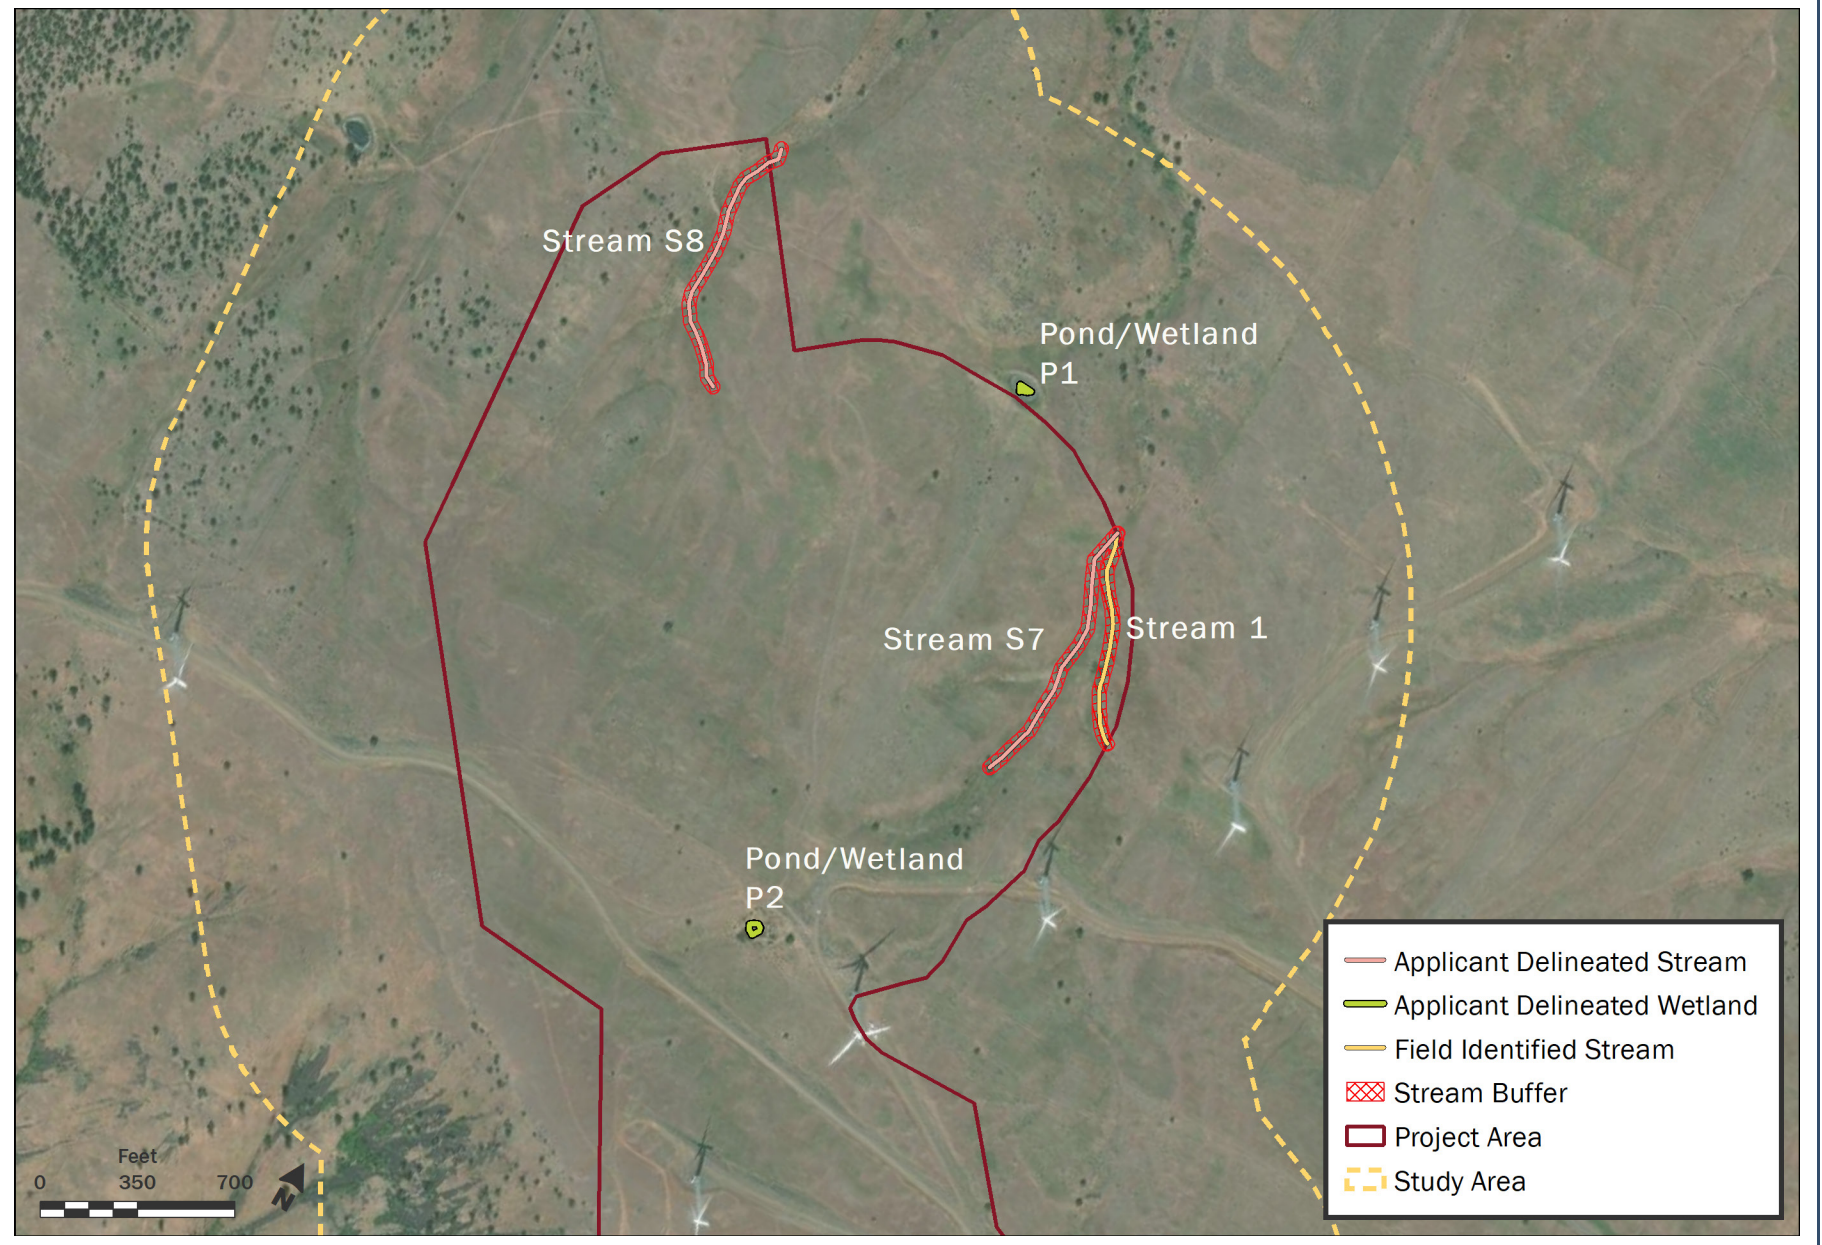 Stream S8
Pond/Wetland
P1
Stream S7
Stream 1
Pond/Wetland
P2
Applicant Delineated Stream
Applicant Delineated Wetland
Field Identified Stream
Stream Buffer
Project Area
Study Area
Feet
0 350 700
N